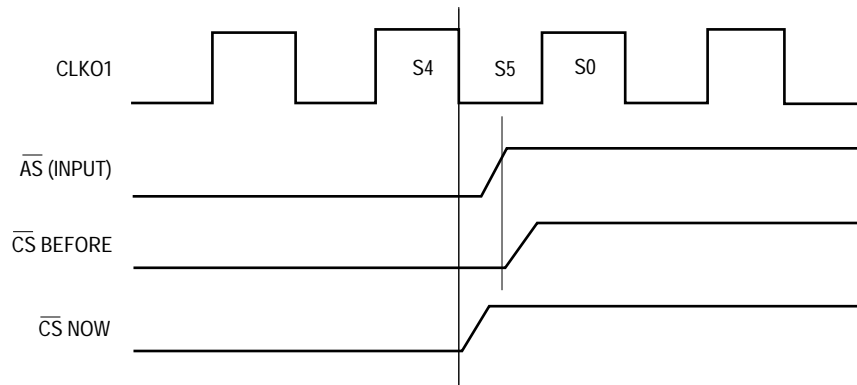 CLKO1
S4 S5 S0
AS (INPUT)
CS BEFORE
CS NOW